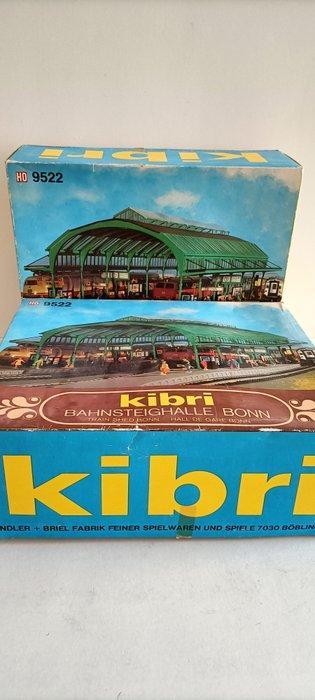 kibri
HO 9522
HO 9522
kibri
BAHNSTEIGHALLE BONN
TRAIN SHED BONN HALL DE GARE BONN
kibri
NDLER + BRIEL FABRIK FEINER SPIELWAREN UND SPIELE 7030 BÖBLIN